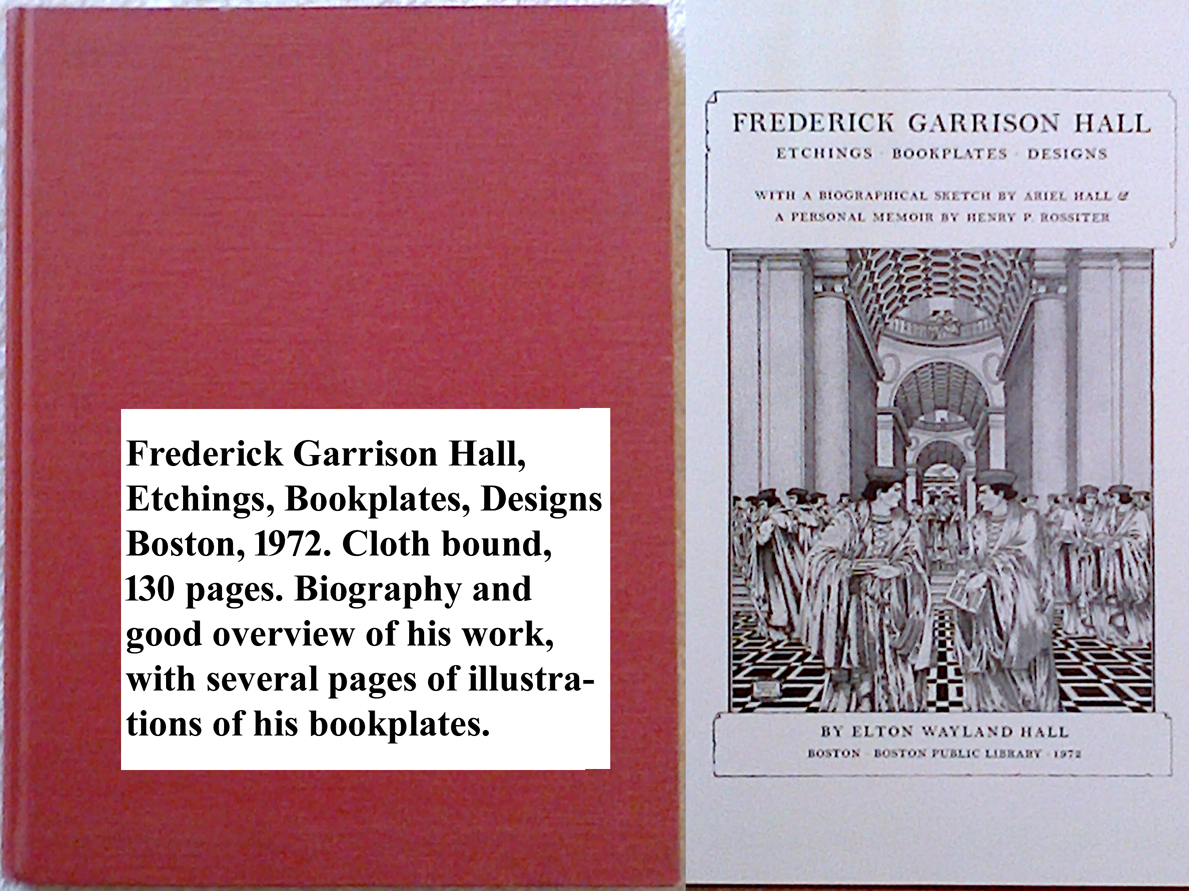 Frederick Garrison Hall,
Etchings, Bookplates, Designs
Boston, 1972. Cloth bound,
130 pages. Biography and
good overview of his work,
with several pages of illustra-
tions of his bookplates.
FREDERICK GARRISON HALL
ETCHINGS · BOOKPLATES · DESIGNS
WITH A BIOGRAPHICAL SKETCH BY ARIEL HALL &
A PERSONAL MEMOIR BY HENRY P. ROSSITER
BY ELTON WAYLAND HALL
BOSTON · BOSTON PUBLIC LIBRARY · 1972